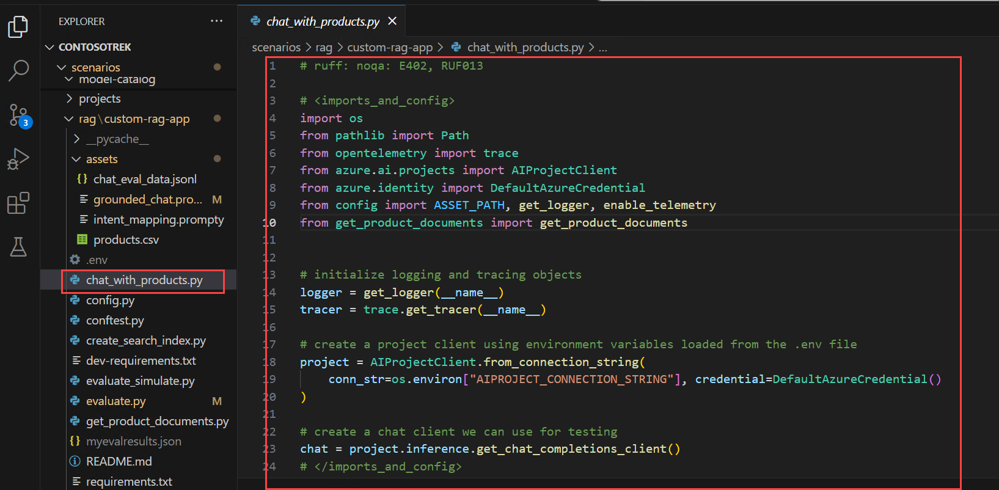 EXPLORER
CONTOSOTREK
scenarios
model-catalog
projects
rag\custom-rag-app
__pycache__
assets
{} chat_eval_data.jsonl
grounded_chat.pro... M
intent_mapping.prompty
products.csv
.env
chat_with_products.py
config.py
conftest.py
create_search_index.py
dev-requirements.txt
evaluate_simulate.py
evaluate.py M
get_product_documents.py
{} myevalresults.json
README.md
requirements.txt
3
chat_with_products.py
scenarios > rag > custom-rag-app > chat_with_products.py > ...
1 # ruff: noqa: E402, RUF013
2
3 # <imports_and_config>
4 import os
5 from pathlib import Path
6 from opentelemetry import trace
7 from azure.ai.projects import AIProjectClient
8 from azure.identity import DefaultAzureCredential
9 from config import ASSET_PATH, get_logger, enable_telemetry
10 from get_product_documents import get_product_documents
11
12
13 # initialize logging and tracing objects
14 logger = get_logger(__name__)
15 tracer = trace.get_tracer(__name__)
16
17 # create a project client using environment variables loaded from the .env file
18 project = AIProjectClient.from_connection_string(
19 conn_str=os.environ["AIPROJECT_CONNECTION_STRING"], credential=DefaultAzureCredential()
20 )
21
22 # create a chat client we can use for testing
23 chat = project.inference.get_chat_completions_client()
24 # </imports_and_config>